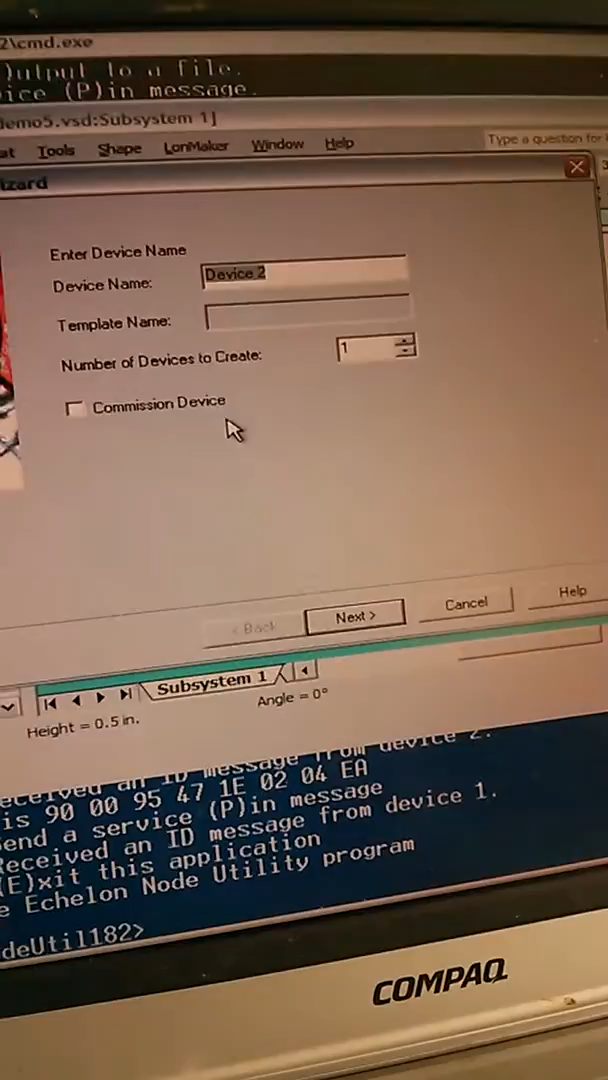 2\cmd.exe
Output to a file.
ice (P)in message.
demo5.vsd:Subsystem 1]
at Tools Shape LonMaker Window Help
Type a question for
izard
Enter Device Name
Device Name: Device 2
Template Name:
Number of Devices to Create: 1
Commission Device
< Back Next > Cancel Help
Subsystem 1
Height = 0.5 in. Angle = 0°
eceived an ID message from device 2.
is 90 00 95 47 1E 02 04 EA
Send a service (P)in message
Received an ID message from device 1.
(E)xit this application
e Echelon Node Utility program
deUtil182>
COMPAQ